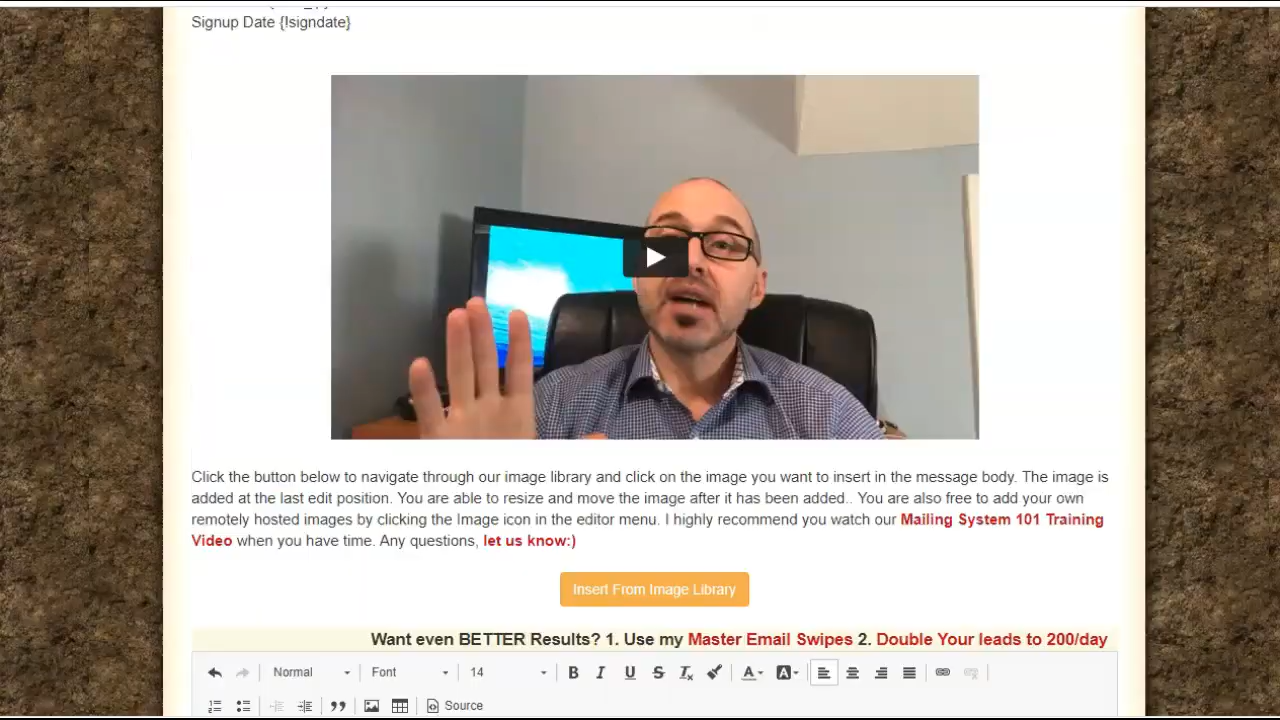 Signup Date {!signdate}
Click the button below to navigate through our image library and click on the image you want to insert in the message body. The image is
added at the last edit position. You are able to resize and move the image after it has been added.. You are also free to add your own
remotely hosted images by clicking the Image icon in the editor menu. I highly recommend you watch our Mailing System 101 Training
Video when you have time. Any questions, let us know:)
Insert From Image Library
Want even BETTER Results? 1. Use my Master Email Swipes 2. Double Your leads to 200/day
Normal Font 14 B I U S Tx A A
Source